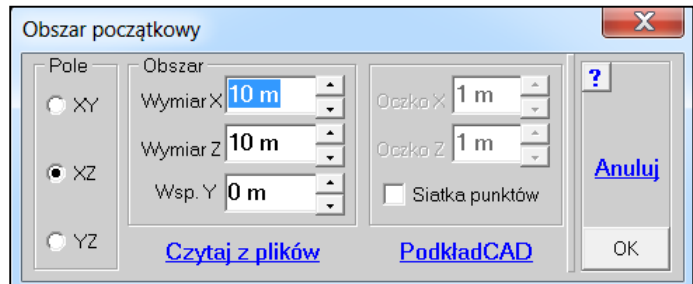 Obszar początkowy
X
Pole
XY
XZ
YZ
Obszar
Wymiar X 10 m
Wymiar Z 10 m
Wsp. Y 0 m
Czytaj z plików
Oczko X 1 m
Oczko Z 1 m
Siatka punktów
PodkładCAD
?
Anuluj
OK